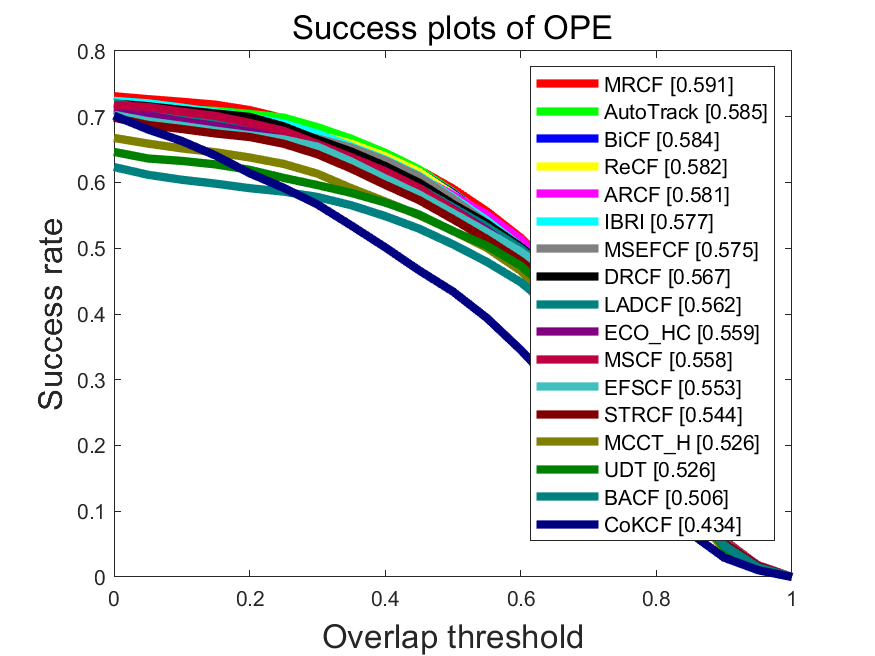 Success plots of OPE
0.8
0.7
0.6
0.5
0.4
0.3
0.2
0.1
0
Success rate
MRCF [0.591]
AutoTrack [0.585]
BiCF [0.584]
ReCF [0.582]
ARCF [0.581]
IBRI [0.577]
MSEFCF [0.575]
DRCF [0.567]
LADCF [0.562]
ECO_HC [0.559]
MSCF [0.558]
EFSCF [0.553]
STRCF [0.544]
MCCT_H [0.526]
UDT [0.526]
BACF [0.506]
CoKCF [0.434]
0 0.2 0.4 0.6 0.8 1
Overlap threshold